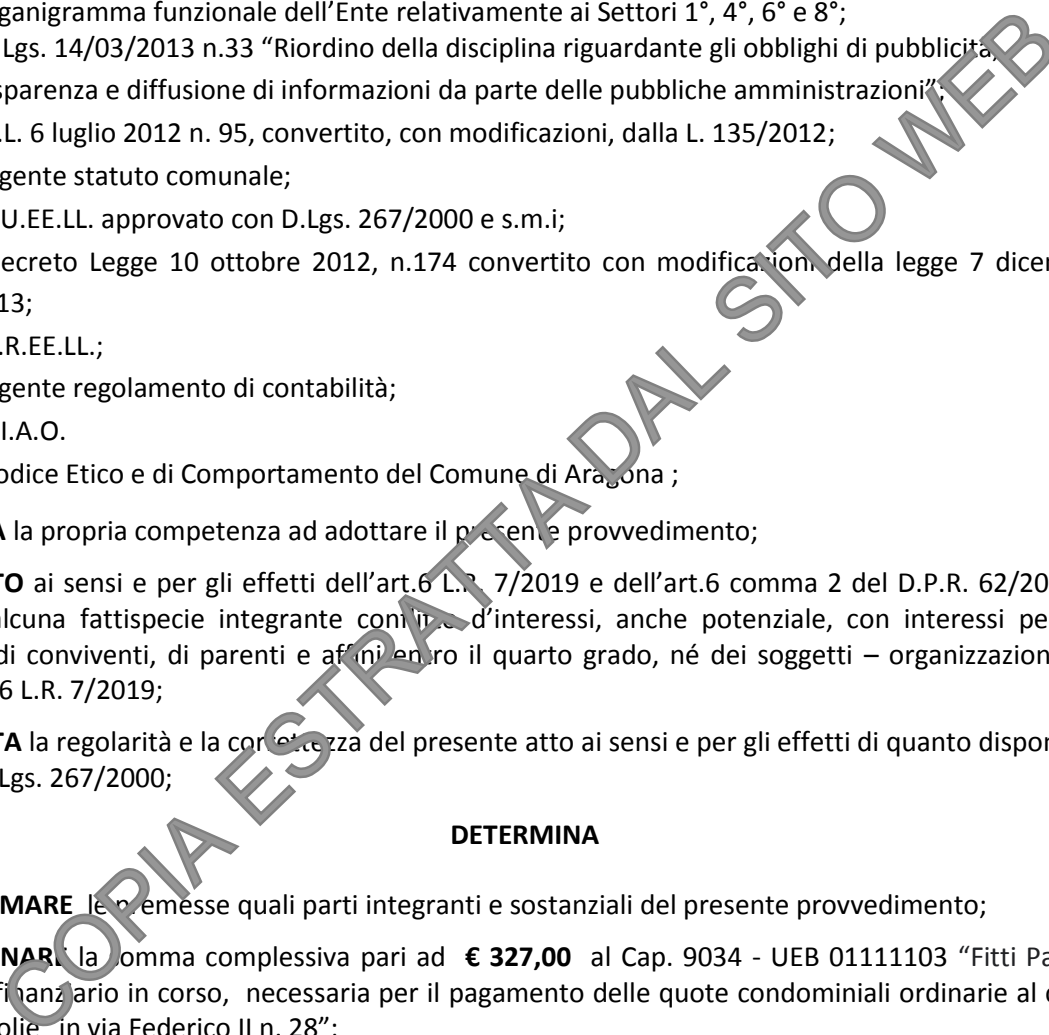 ganigramma funzionale dell'Ente relativamente ai Settori 1°, 4°, 6° e 8°;
Lgs. 14/03/2013 n.33 "Riordino della disciplina riguardante gli obblighi di pubblicità,
sparenza e diffusione di informazioni da parte delle pubbliche amministrazioni";
.L. 6 luglio 2012 n. 95, convertito, con modificazioni, dalla L. 135/2012;
gente statuto comunale;
U.EE.LL. approvato con D.Lgs. 267/2000 e s.m.i;
ecreto Legge 10 ottobre 2012, n.174 convertito con modificazioni della legge 7 dicer
13;
.R.EE.LL.;
gente regolamento di contabilità;
I.A.O.
odice Etico e di Comportamento del Comune di Aragona ;
A la propria competenza ad adottare il presente provvedimento;
TO ai sensi e per gli effetti dell'art.6 L.R. 7/2019 e dell'art.6 comma 2 del D.P.R. 62/20
alcuna fattispecie integrante conflitto d'interessi, anche potenziale, con interessi pe
di conviventi, di parenti e affini entro il quarto grado, né dei soggetti – organizzazion
6 L.R. 7/2019;
TA la regolarità e la correttezza del presente atto ai sensi e per gli effetti di quanto dispor
Lgs. 267/2000;
DETERMINA
MARE le premesse quali parti integranti e sostanziali del presente provvedimento;
NARE la somma complessiva pari ad € 327,00 al Cap. 9034 - UEB 01111103 "Fitti Pa
finanziario in corso, necessaria per il pagamento delle quote condominiali ordinarie al
olie" in via Federico II n. 28";
COPIA ESTRATTA DAL SITO WEB